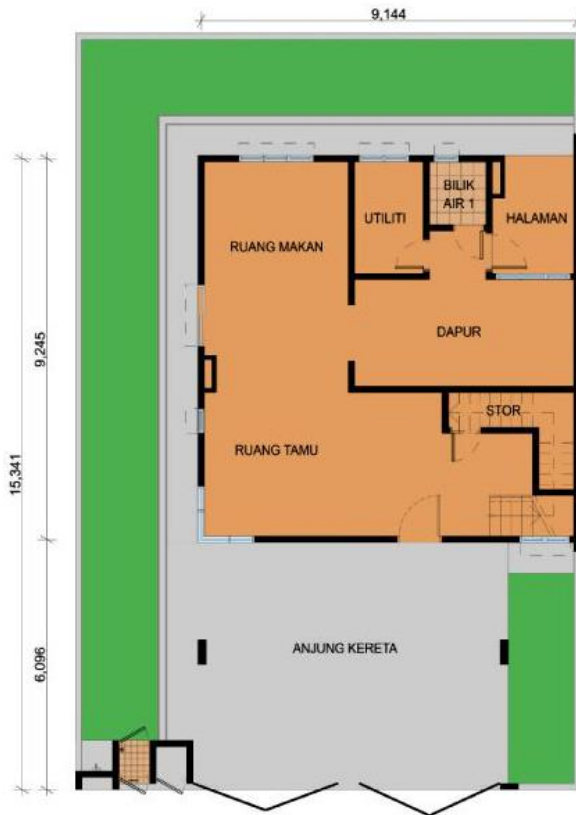 9,144
BILIK
AIR 1
UTILITI
HALAMAN
RUANG MAKAN
DAPUR
9,245
STOR
15,341
RUANG TAMU
ANJUNG KERETA
6,096